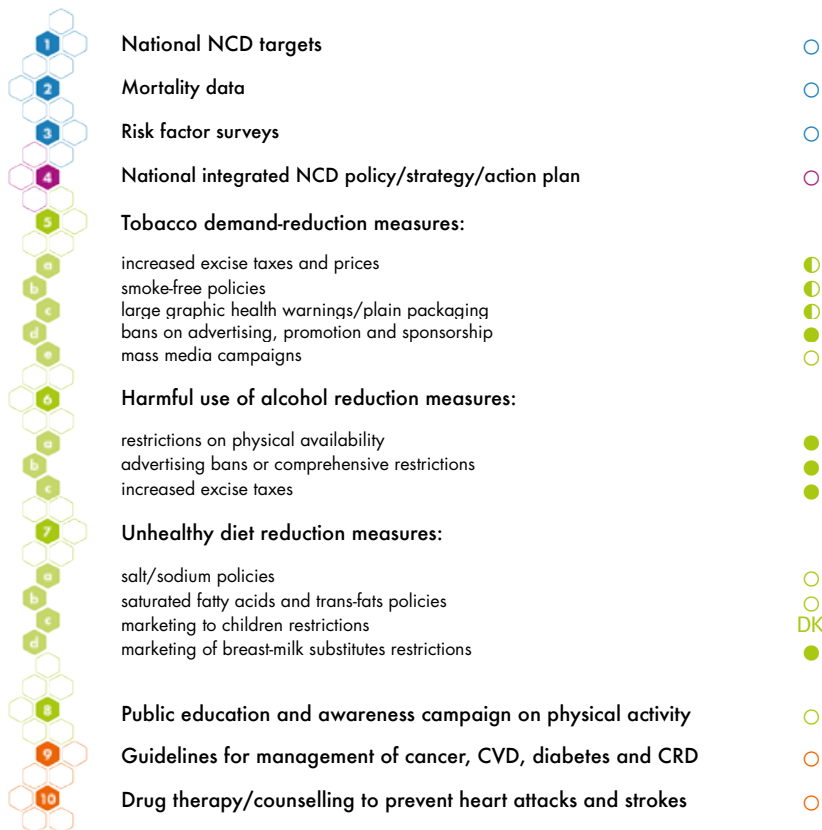 1 National NCD targets
2 Mortality data
3 Risk factor surveys
4 National integrated NCD policy/strategy/action plan
5 Tobacco demand-reduction measures:
a increased excise taxes and prices
b smoke-free policies
c large graphic health warnings/plain packaging
d bans on advertising, promotion and sponsorship
e mass media campaigns
6 Harmful use of alcohol reduction measures:
a restrictions on physical availability
b advertising bans or comprehensive restrictions
c increased excise taxes
7 Unhealthy diet reduction measures:
a salt/sodium policies
b saturated fatty acids and trans-fats policies
c marketing to children restrictions DK
d marketing of breast-milk substitutes restrictions
8 Public education and awareness campaign on physical activity
9 Guidelines for management of cancer, CVD, diabetes and CRD
10 Drug therapy/counselling to prevent heart attacks and strokes